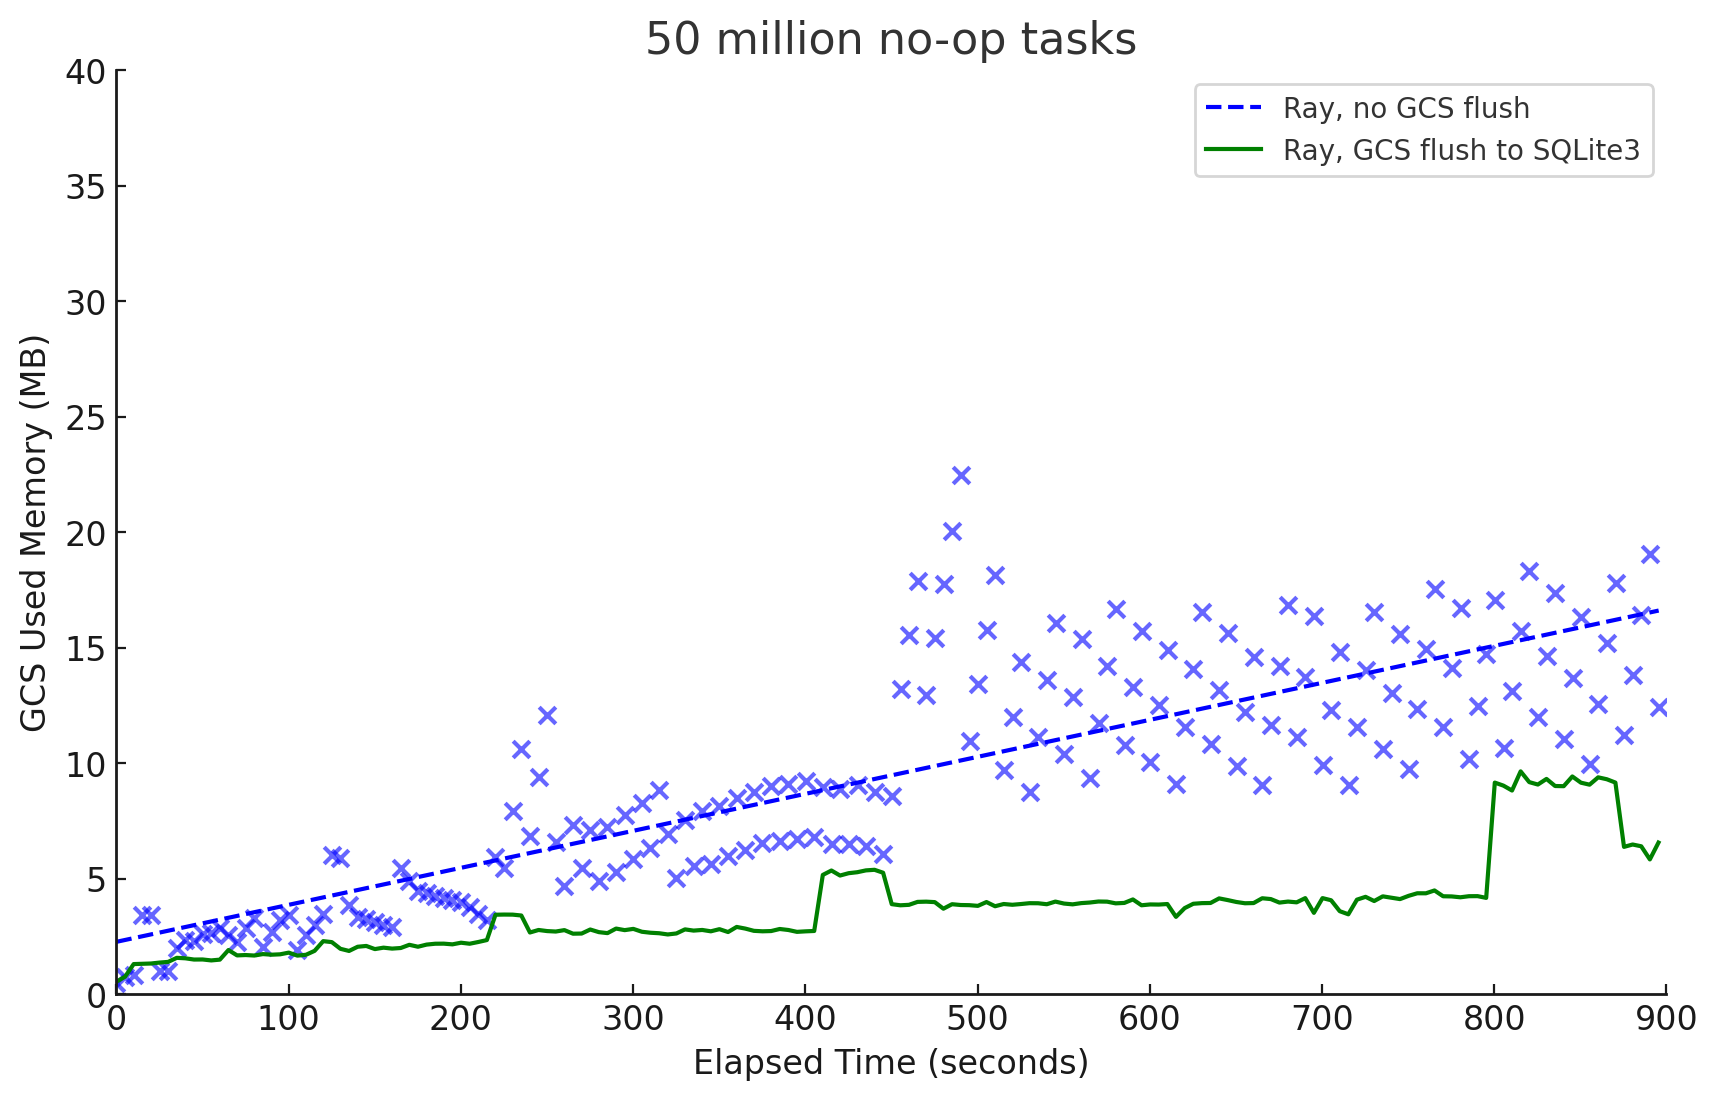 50 million no-op tasks
40
35
30
25
20
15
10
5
0
GCS Used Memory (MB)
Ray, no GCS flush
Ray, GCS flush to SQLite3
0 100 200 300 400 500 600 700 800 900
Elapsed Time (seconds)